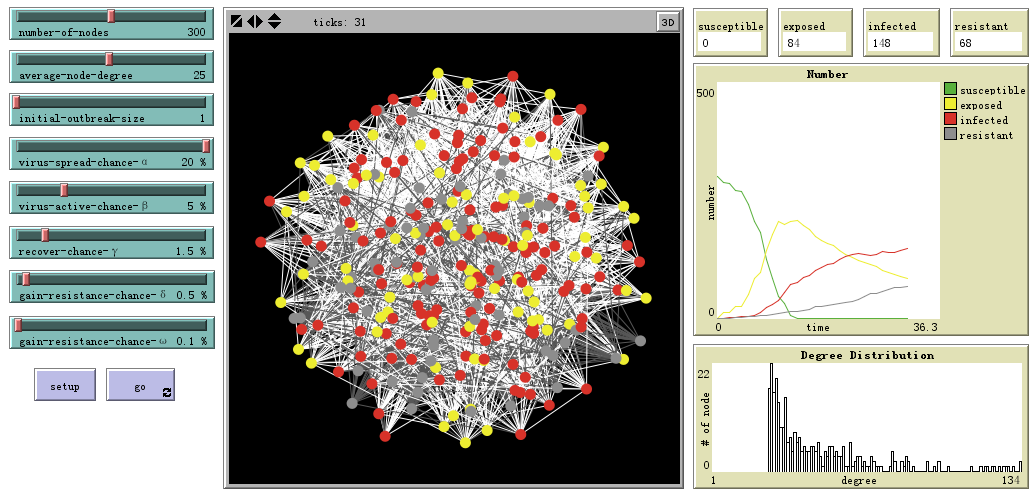 number-of-nodes 300
average-node-degree 25
initial-outbreak-size 1
virus-spread-chance-α 20 %
virus-active-chance-β 5 %
recover-chance-γ 1.5 %
gain-resistance-chance-δ 0.5 %
gain-resistance-chance-ω 0.1 %
setup
go
ticks: 31
3D
susceptible
0
exposed
84
infected
148
resistant
68
Number
500
number
0
0
time
36.3
susceptible
exposed
infected
resistant
Degree Distribution
22
# of node
0
1
degree
134